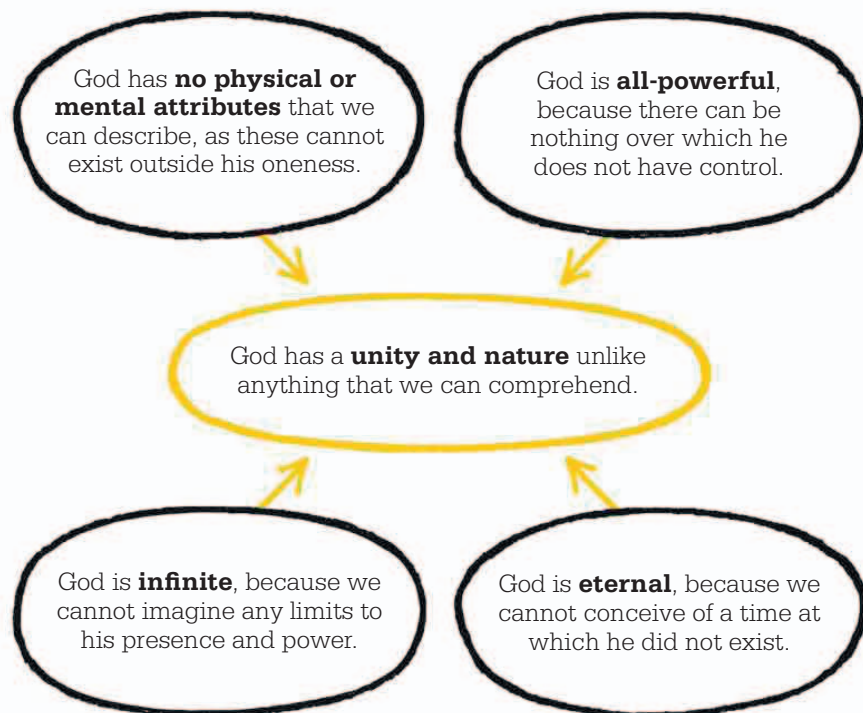 God has no physical or
mental attributes that we
can describe, as these cannot
exist outside his oneness.
God is all-powerful,
because there can be
nothing over which he
does not have control.
God has a unity and nature unlike
anything that we can comprehend.
God is infinite, because we
cannot imagine any limits to
his presence and power.
God is eternal, because we
cannot conceive of a time at
which he did not exist.